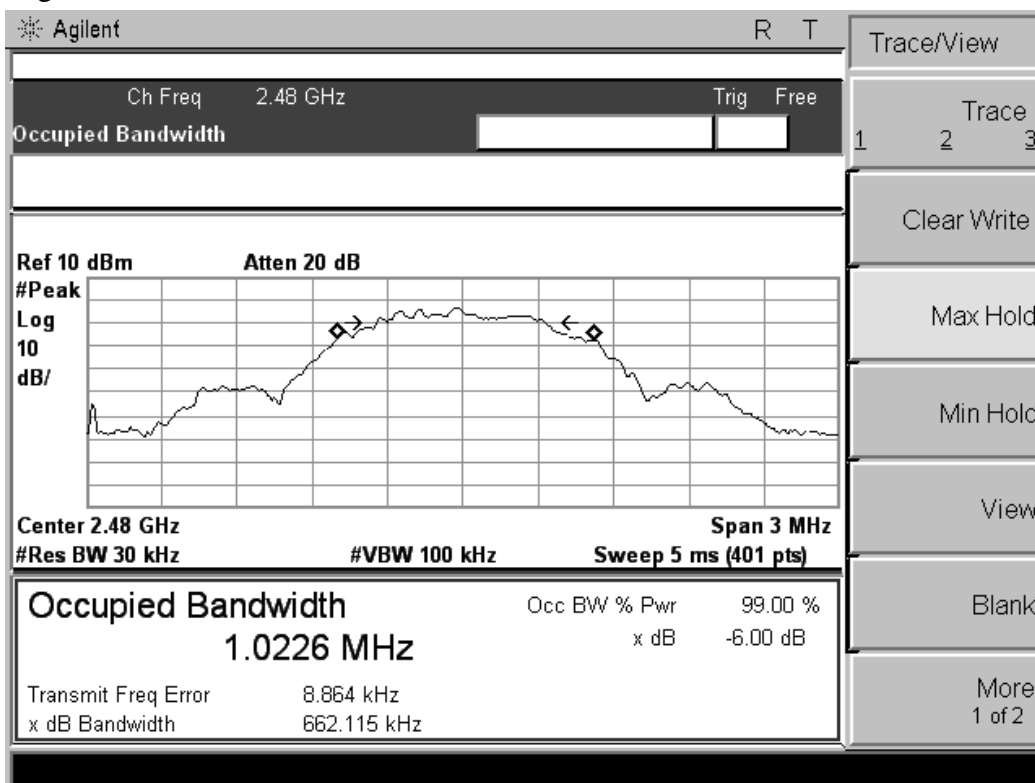 Agilent R T
Trace/View
Ch Freq 2.48 GHz Trig Free
Occupied Bandwidth
Trace
1 2 3
Clear Write
Max Hold
Min Hold
View
Blank
More
1 of 2
Ref 10 dBm Atten 20 dB
#Peak
Log
10
dB/
Center 2.48 GHz Span 3 MHz
#Res BW 30 kHz #VBW 100 kHz Sweep 5 ms (401 pts)
Occupied Bandwidth Occ BW % Pwr 99.00 %
1.0226 MHz x dB -6.00 dB
Transmit Freq Error 8.864 kHz
x dB Bandwidth 662.115 kHz